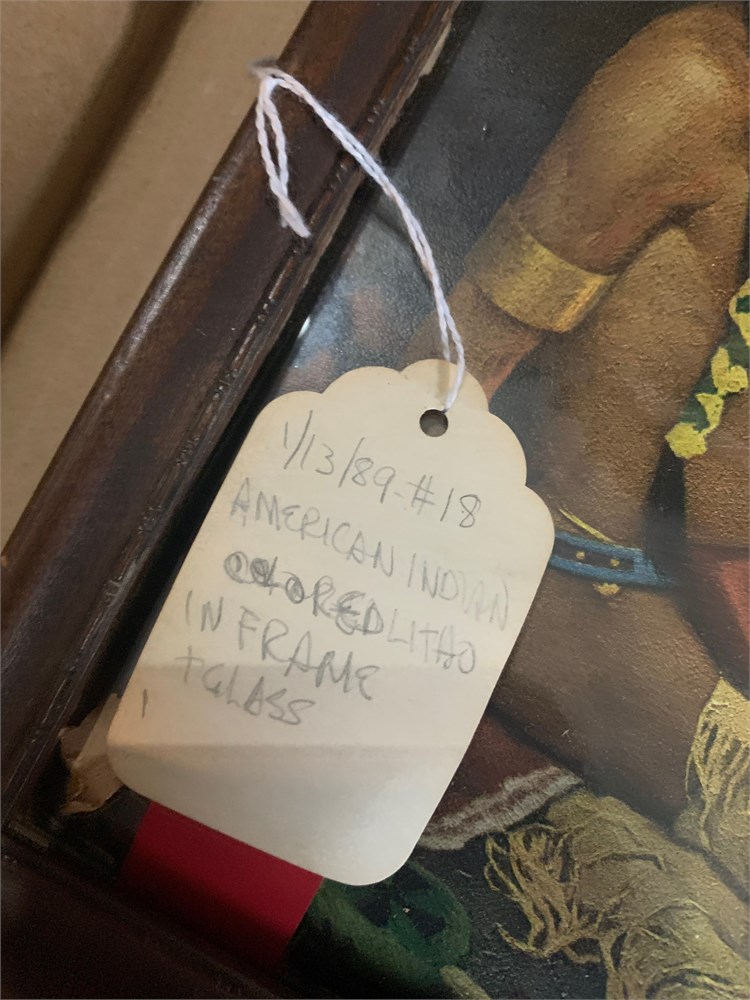 1/13/89-#18
AMERICAN INDIAN
COLORED LITHO
IN FRAME
+GLASS